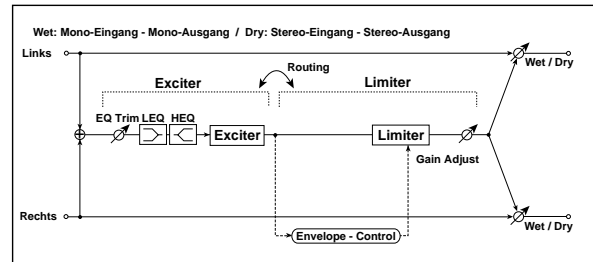 Wet: Mono-Eingang - Mono-Ausgang / Dry: Stereo-Eingang - Stereo-Ausgang
Links
Wet / Dry
Routing
Exciter
Limiter
EQ Trim LEQ HEQ
Exciter
Limiter
Gain Adjust
Rechts
Wet / Dry
Envelope - Control